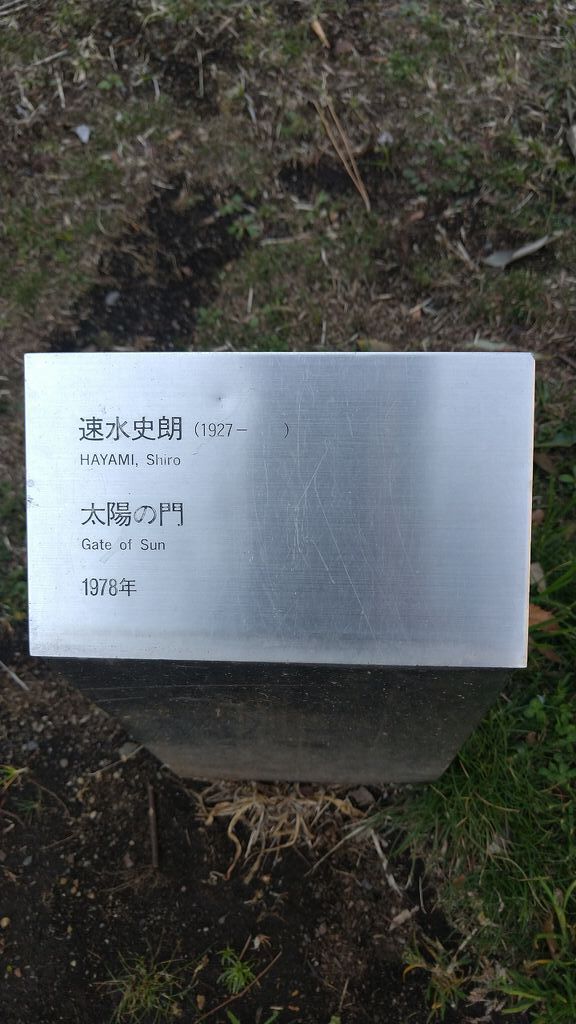 速水史朗 (1927–      )
HAYAMI, Shiro
太陽の門
Gate of Sun
1978年